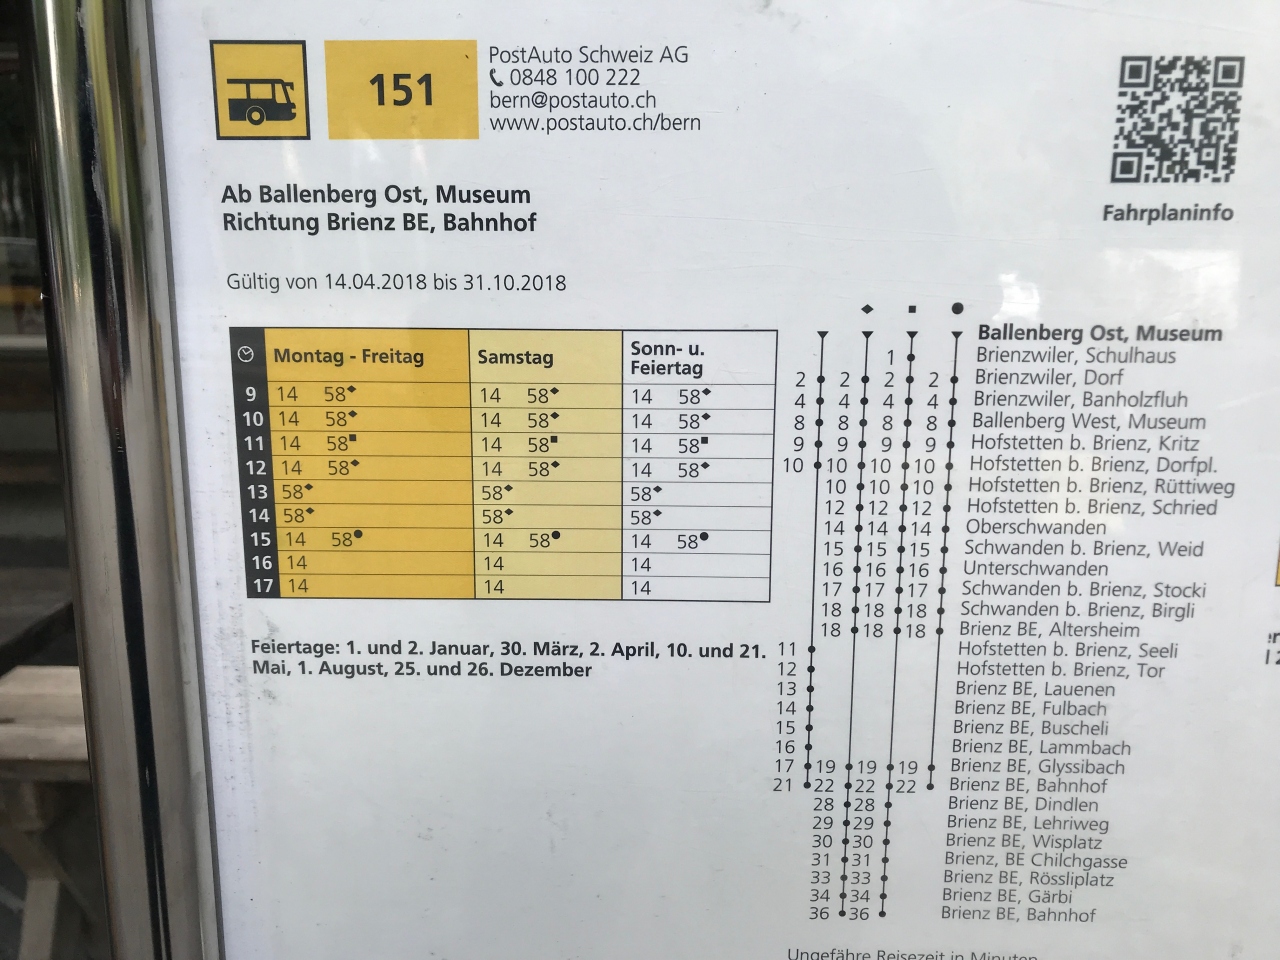 151
PostAuto Schweiz AG
0848 100 222
bern@postauto.ch
www.postauto.ch/bern
Fahrplaninfo
Ab Ballenberg Ost, Museum
Richtung Brienz BE, Bahnhof
Gültig von 14.04.2018 bis 31.10.2018
Montag - Freitag Samstag Sonn- u. Feiertag
9 14 58◆ 14 58◆ 14 58◆
10 14 58◆ 14 58◆ 14 58◆
11 14 58■ 14 58■ 14 58■
12 14 58◆ 14 58◆ 14 58◆
13 58◆ 58◆ 58◆
14 58◆ 58◆ 58◆
15 14 58● 14 58● 14 58●
16 14 14 14
17 14 14 14
Feiertage: 1. und 2. Januar, 30. März, 2. April, 10. und 21.
Mai, 1. August, 25. und 26. Dezember
◆ ■ ●
Ballenberg Ost, Museum
1 Brienzwiler, Schulhaus
2 2 2 2 Brienzwiler, Dorf
4 4 4 4 Brienzwiler, Banholzfluh
8 8 8 8 Ballenberg West, Museum
9 9 9 9 Hofstetten b. Brienz, Kritz
10 10 10 10 Hofstetten b. Brienz, Dorfpl.
10 10 10 Hofstetten b. Brienz, Rüttiweg
12 12 12 Hofstetten b. Brienz, Schried
14 14 14 Oberschwanden
15 15 15 Schwanden b. Brienz, Weid
16 16 16 Unterschwanden
17 17 17 Schwanden b. Brienz, Stocki
18 18 18 Schwanden b. Brienz, Birgli
18 18 18 Brienz BE, Altersheim
11 Hofstetten b. Brienz, Seeli
12 Hofstetten b. Brienz, Tor
13 Brienz BE, Lauenen
14 Brienz BE, Fulbach
15 Brienz BE, Buscheli
16 Brienz BE, Lammbach
17 19 19 19 Brienz BE, Glyssibach
21 22 22 22 Brienz BE, Bahnhof
28 28 Brienz BE, Dindlen
29 29 Brienz BE, Lehriweg
30 30 Brienz BE, Wisplatz
31 31 Brienz, BE Chilchgasse
33 33 Brienz BE, Rössliplatz
34 34 Brienz BE, Gärbi
36 36 Brienz BE, Bahnhof
Ungefähre Reisezeit in Minuten